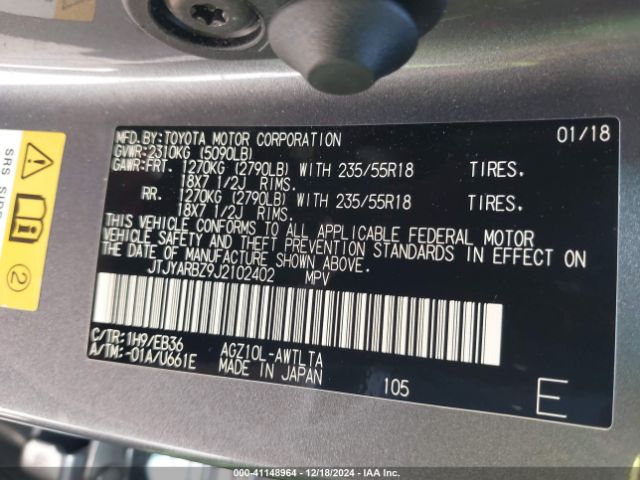 MFD.BY:TOYOTA MOTOR CORPORATION 01/18
GVWR:2310KG (5090LB)
GAWR:FRT. 1270KG (2790LB) WITH 235/55R18 TIRES.
18X7 1/2J RIMS.
RR. 1270KG (2790LB) WITH 235/55R18 TIRES.
18X7 1/2J RIMS.
THIS VEHICLE CONFORMS TO ALL APPLICABLE FEDERAL MOTOR
VEHICLE SAFETY AND THEFT PREVENTION STANDARDS IN EFFECT ON
THE DATE OF MANUFACTURE SHOWN ABOVE.
JTJYARBZ9J2102402 MPV
C/TR:1H9/EB36 AGZ10L-AWTLTA
A/TM:-01A/U661E MADE IN JAPAN
105 E
SRS SIDE
2
000-41148964 - 12/18/2024 - IAA Inc.